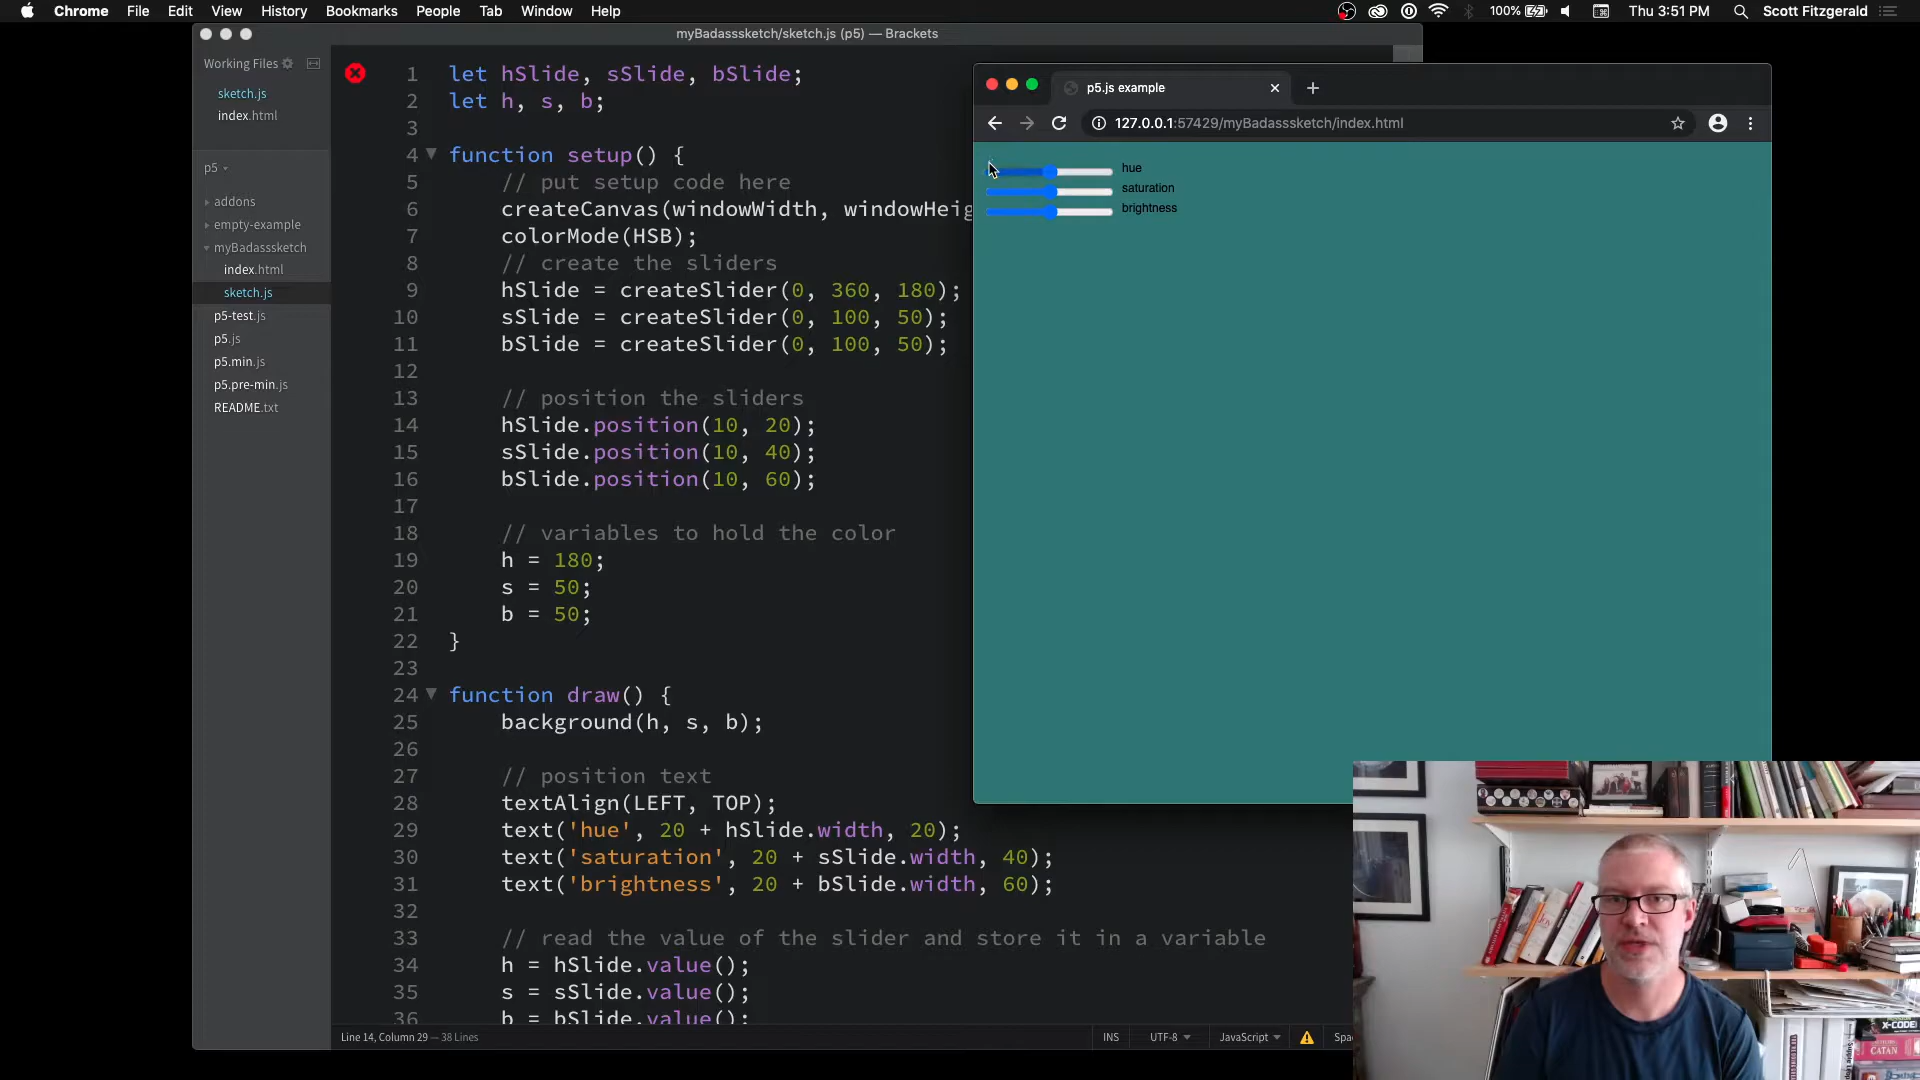 Chrome File Edit View History Bookmarks People Tab Window Help
100% Thu 3:51 PM Scott Fitzgerald
myBadasssketch/sketch.js (p5) — Brackets
Working Files
sketch.js
index.html
p5
addons
empty-example
myBadasssketch
index.html
sketch.js
p5-test.js
p5.js
p5.min.js
p5.pre-min.js
README.txt
1 let hSlide, sSlide, bSlide;
2 let h, s, b;
3
4 function setup() {
5 // put setup code here
6 createCanvas(windowWidth, windowHeig
7 colorMode(HSB);
8 // create the sliders
9 hSlide = createSlider(0, 360, 180);
10 sSlide = createSlider(0, 100, 50);
11 bSlide = createSlider(0, 100, 50);
12
13 // position the sliders
14 hSlide.position(10, 20);
15 sSlide.position(10, 40);
16 bSlide.position(10, 60);
17
18 // variables to hold the color
19 h = 180;
20 s = 50;
21 b = 50;
22 }
23
24 function draw() {
25 background(h, s, b);
26
27 // position text
28 textAlign(LEFT, TOP);
29 text('hue', 20 + hSlide.width, 20);
30 text('saturation', 20 + sSlide.width, 40);
31 text('brightness', 20 + bSlide.width, 60);
32
33 // read the value of the slider and store it in a variable
34 h = hSlide.value();
35 s = sSlide.value();
36 b = bSlide.value();
Line 14, Column 29 — 38 Lines
INS UTF-8 JavaScript Spac
p5.js example
127.0.0.1:57429/myBadasssketch/index.html
hue
saturation
brightness
X-CODE
CATAN